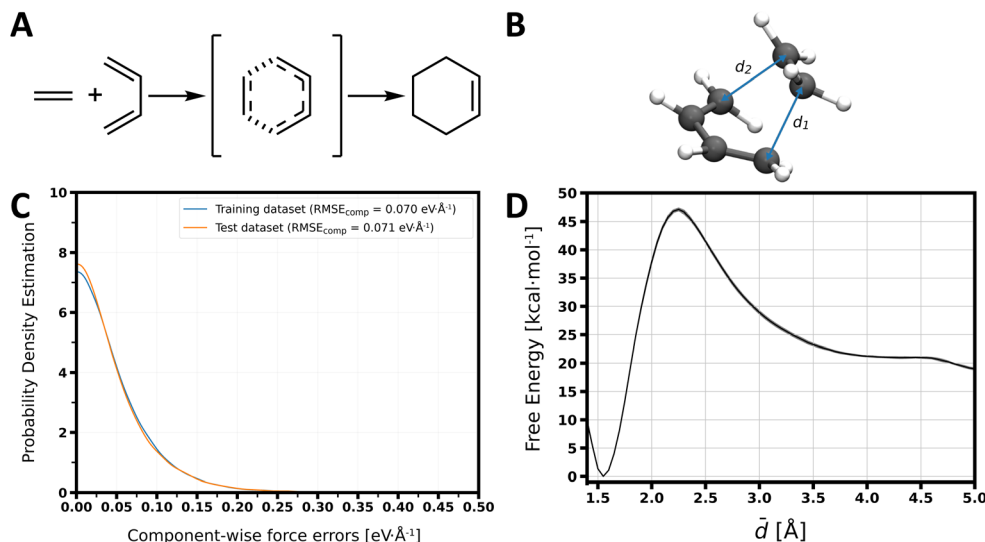 A
+
B
d2
d1
C
Probability Density Estimation
10
8
6
4
2
0
Training dataset (RMSEcomp = 0.070 eV·Å-1)
Test dataset (RMSEcomp = 0.071 eV·Å-1)
0.00 0.05 0.10 0.15 0.20 0.25 0.30 0.35 0.40 0.45 0.50
Component-wise force errors [eV·Å-1]
D
Free Energy [kcal·mol-1]
50
45
40
35
30
25
20
15
10
5
0
1.5 2.0 2.5 3.0 3.5 4.0 4.5 5.0
d̄ [Å]